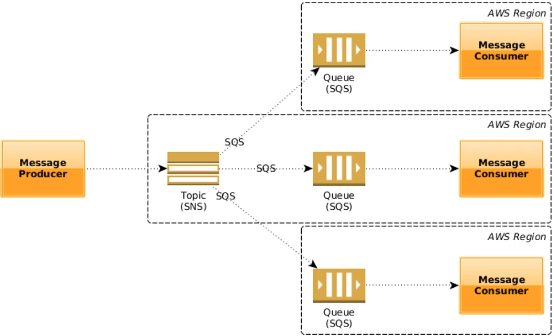 AWS Region
Message
Consumer
Queue
(SQS)
AWS Region
SQS
Message
Producer
SQS
Message
Consumer
Topic
(SNS)
SQS
Queue
(SQS)
AWS Region
Message
Consumer
Queue
(SQS)